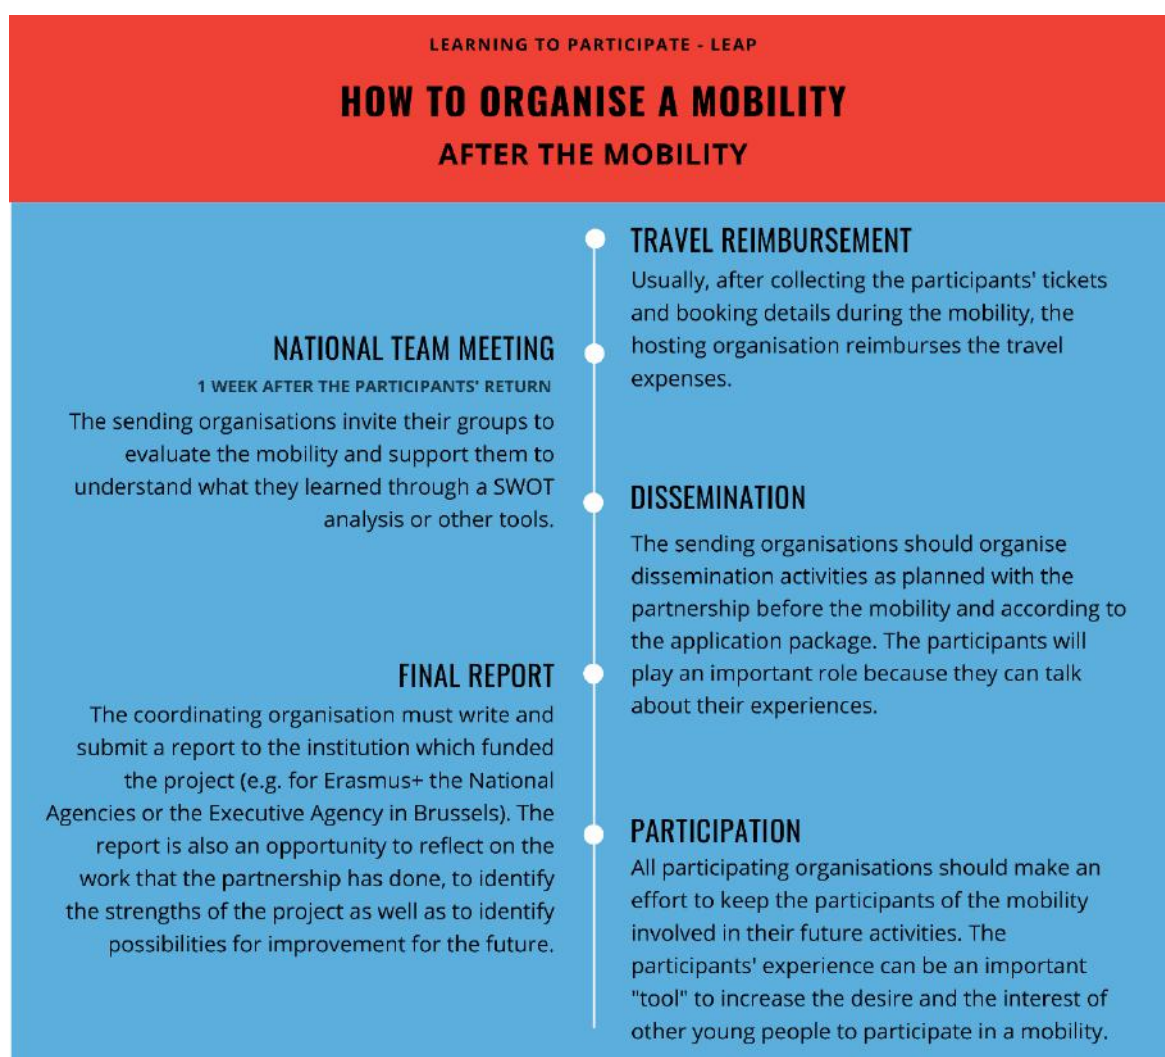 LEARNING TO PARTICIPATE - LEAP
HOW TO ORGANISE A MOBILITY
AFTER THE MOBILITY
TRAVEL REIMBURSEMENT
Usually, after collecting the participants' tickets
and booking details during the mobility, the
hosting organisation reimburses the travel
expenses.
NATIONAL TEAM MEETING
1 WEEK AFTER THE PARTICIPANTS' RETURN
The sending organisations invite their groups to
evaluate the mobility and support them to
understand what they learned through a SWOT
analysis or other tools.
DISSEMINATION
The sending organisations should organise
dissemination activities as planned with the
partnership before the mobility and according to
the application package. The participants will
play an important role because they can talk
about their experiences.
FINAL REPORT
The coordinating organisation must write and
submit a report to the institution which funded
the project (e.g. for Erasmus+ the National
Agencies or the Executive Agency in Brussels). The
report is also an opportunity to reflect on the
work that the partnership has done, to identify
the strengths of the project as well as to identify
possibilities for improvement for the future.
PARTICIPATION
All participating organisations should make an
effort to keep the participants of the mobility
involved in their future activities. The
participants' experience can be an important
"tool" to increase the desire and the interest of
other young people to participate in a mobility.